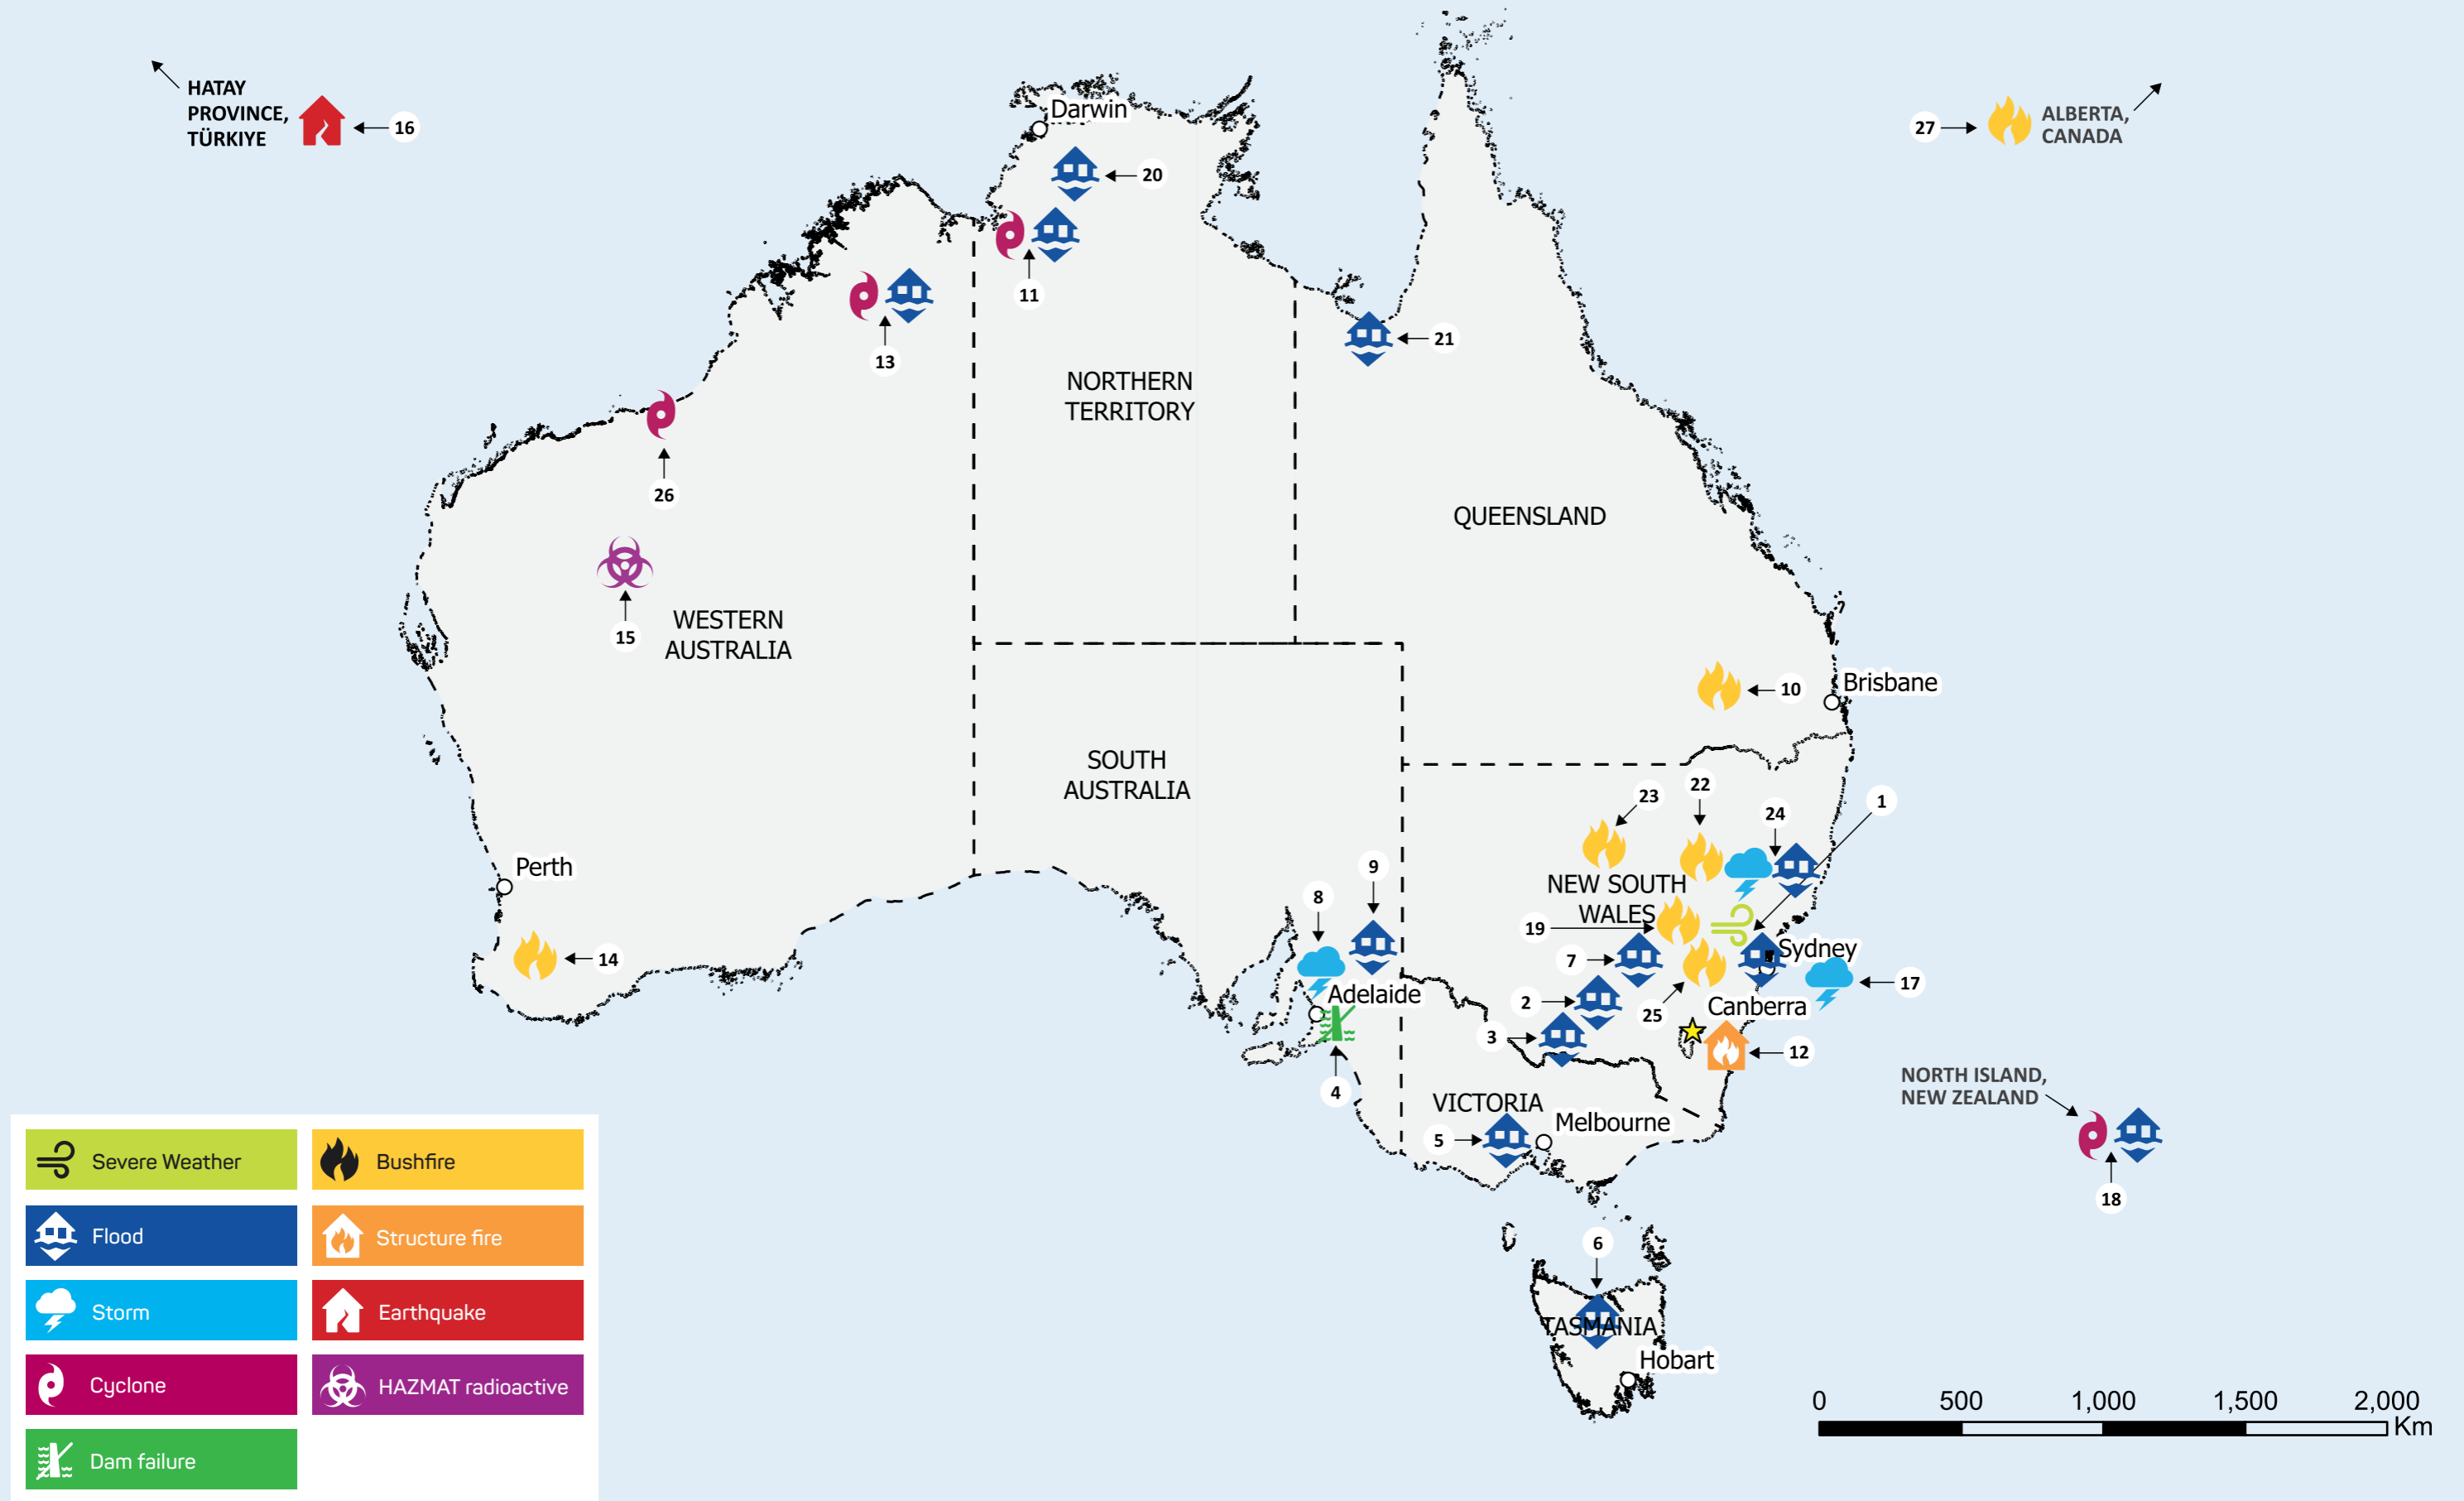 HATAY
PROVINCE,
TÜRKIYE
16
27
ALBERTA,
CANADA
Darwin
20
11
13
21
26
NORTHERN
TERRITORY
QUEENSLAND
15
WESTERN
AUSTRALIA
10
Brisbane
SOUTH
AUSTRALIA
23
22
24
1
Perth
9
8
NEW SOUTH
WALES
19
7
Sydney
14
17
2
Adelaide
Canberra
25
3
12
4
NORTH ISLAND,
NEW ZEALAND
VICTORIA
Melbourne
5
18
6
TASMANIA
Hobart
Severe Weather
Bushfire
Flood
Structure fire
Storm
Earthquake
Cyclone
HAZMAT radioactive
Dam failure
0 500 1,000 1,500 2,000
Km